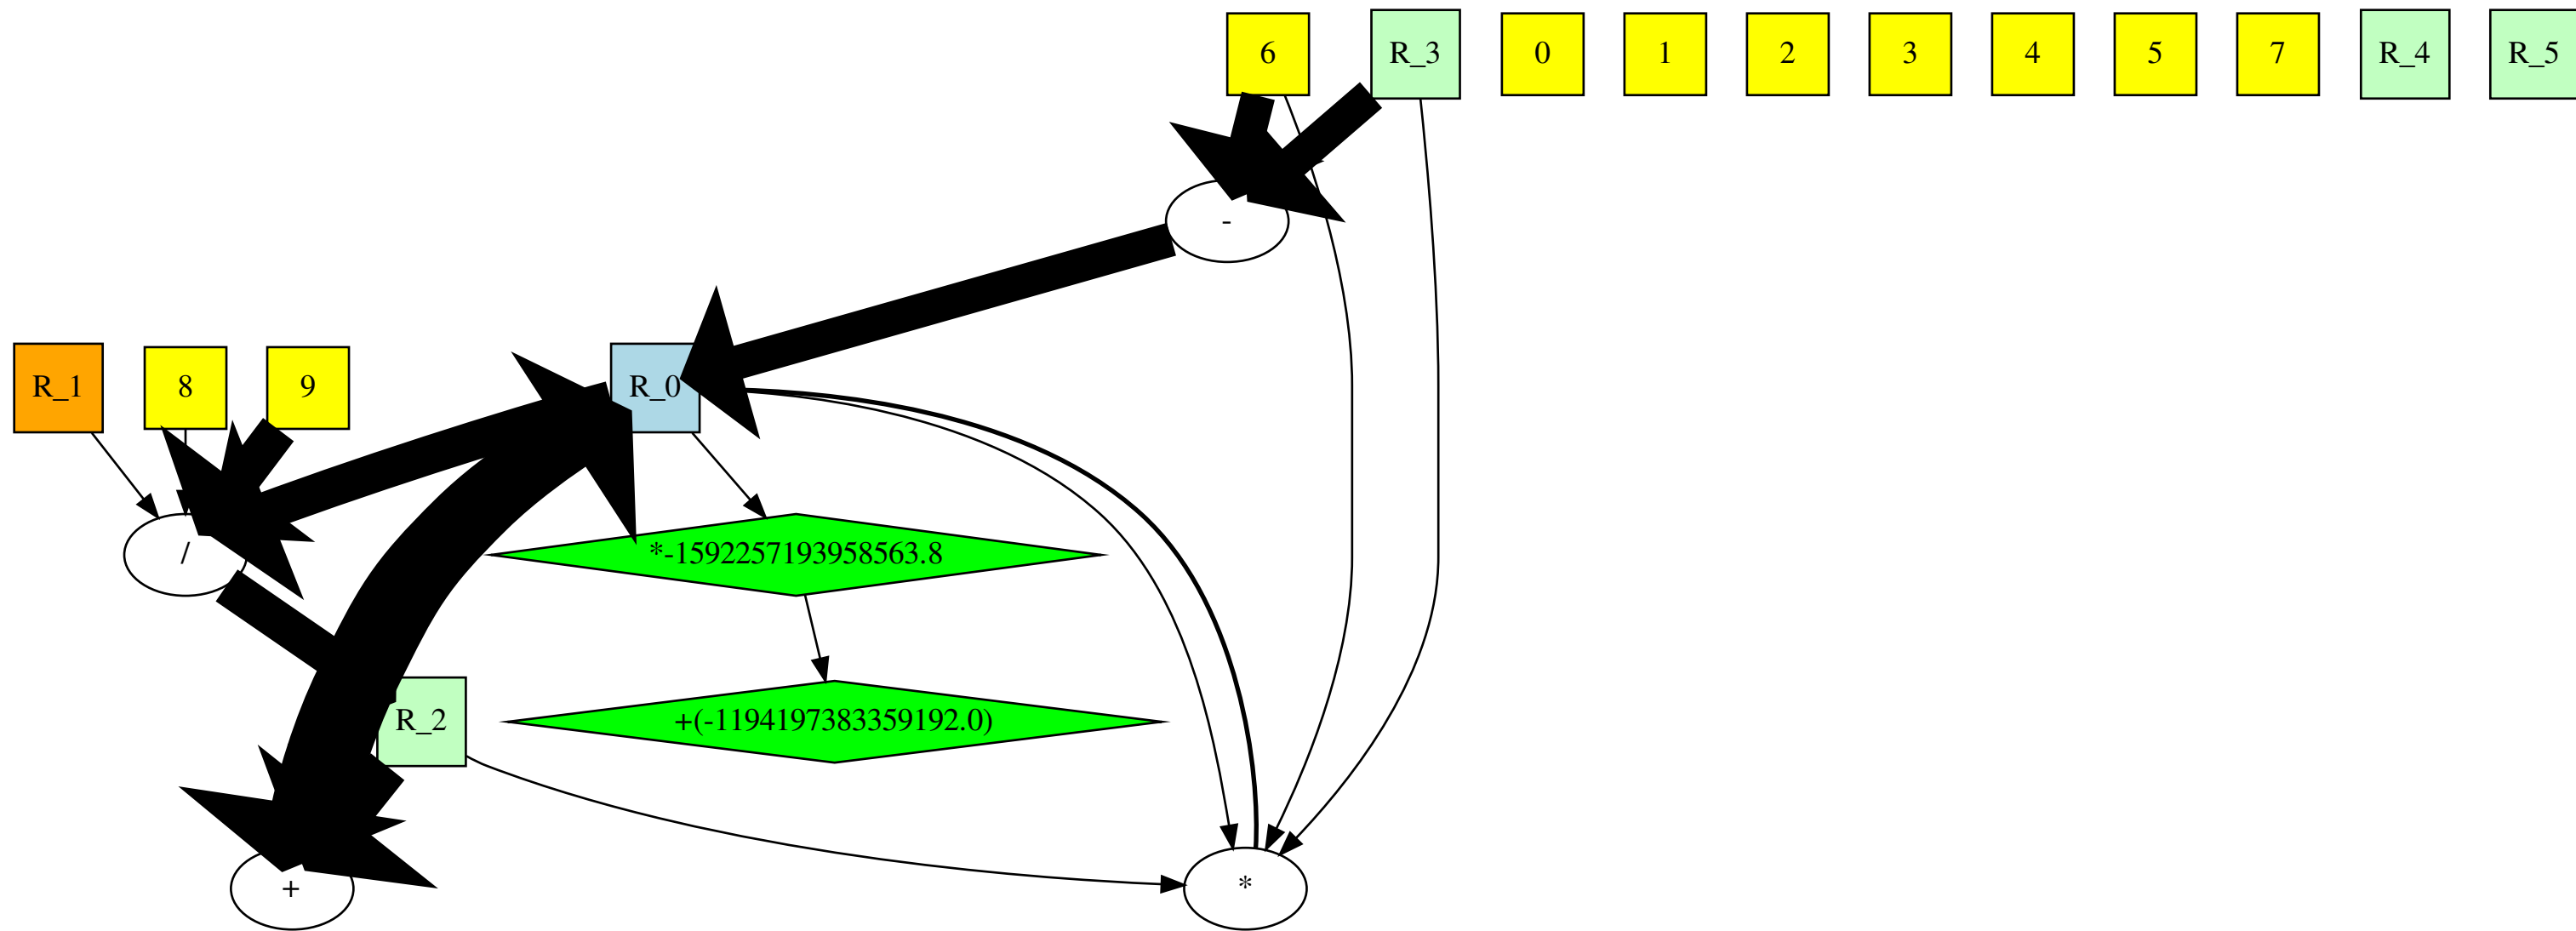 6 R_3 0 1 2 3 4 5 7 R_4 R_5
-
R_1 8 9 R_0
/ *-1592257193958563.8
R_2 +(-1194197383359192.0)
+ *